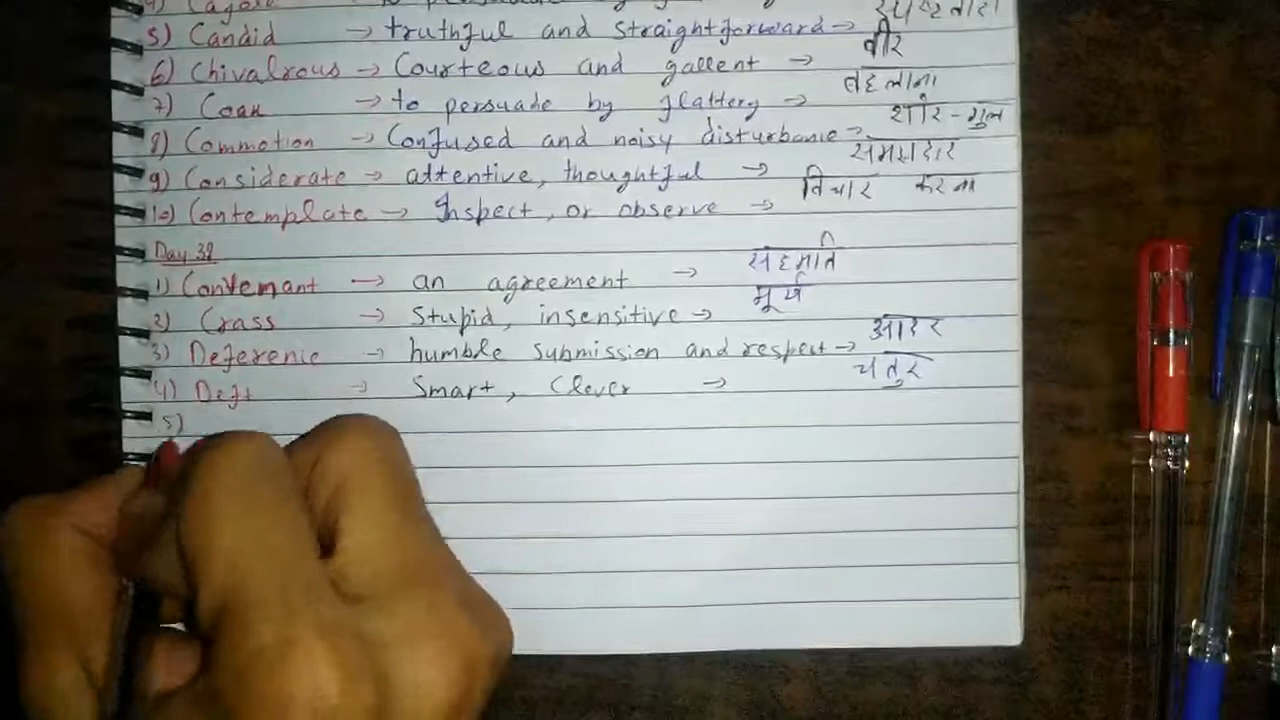 5) Candid → truthful and straightforward →
6) Chivalrous → Courteous and gallent → वीर
7) Coax → to persuade by flattery → बहलाना
8) Commotion → Confused and noisy disturbance → शोर-गुल
9) Considerate → attentive, thoughtful → समझदार
10) Contemplate → Inspect, or observe → विचार करना
Day 38
1) Convemant → an agreement → सहमति
2) Crass → Stupid, insensitive → मूर्ख
3) Deference → humble submission and respect → आदर
4) Deft → Smart, Clever → चतुर
5)